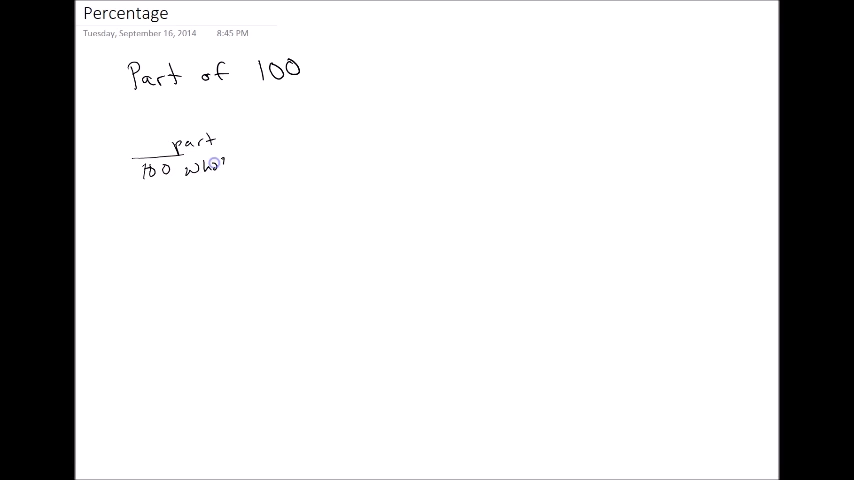 Percentage
Tuesday, September 16, 2014 8:45 PM
Part of 100
part
100